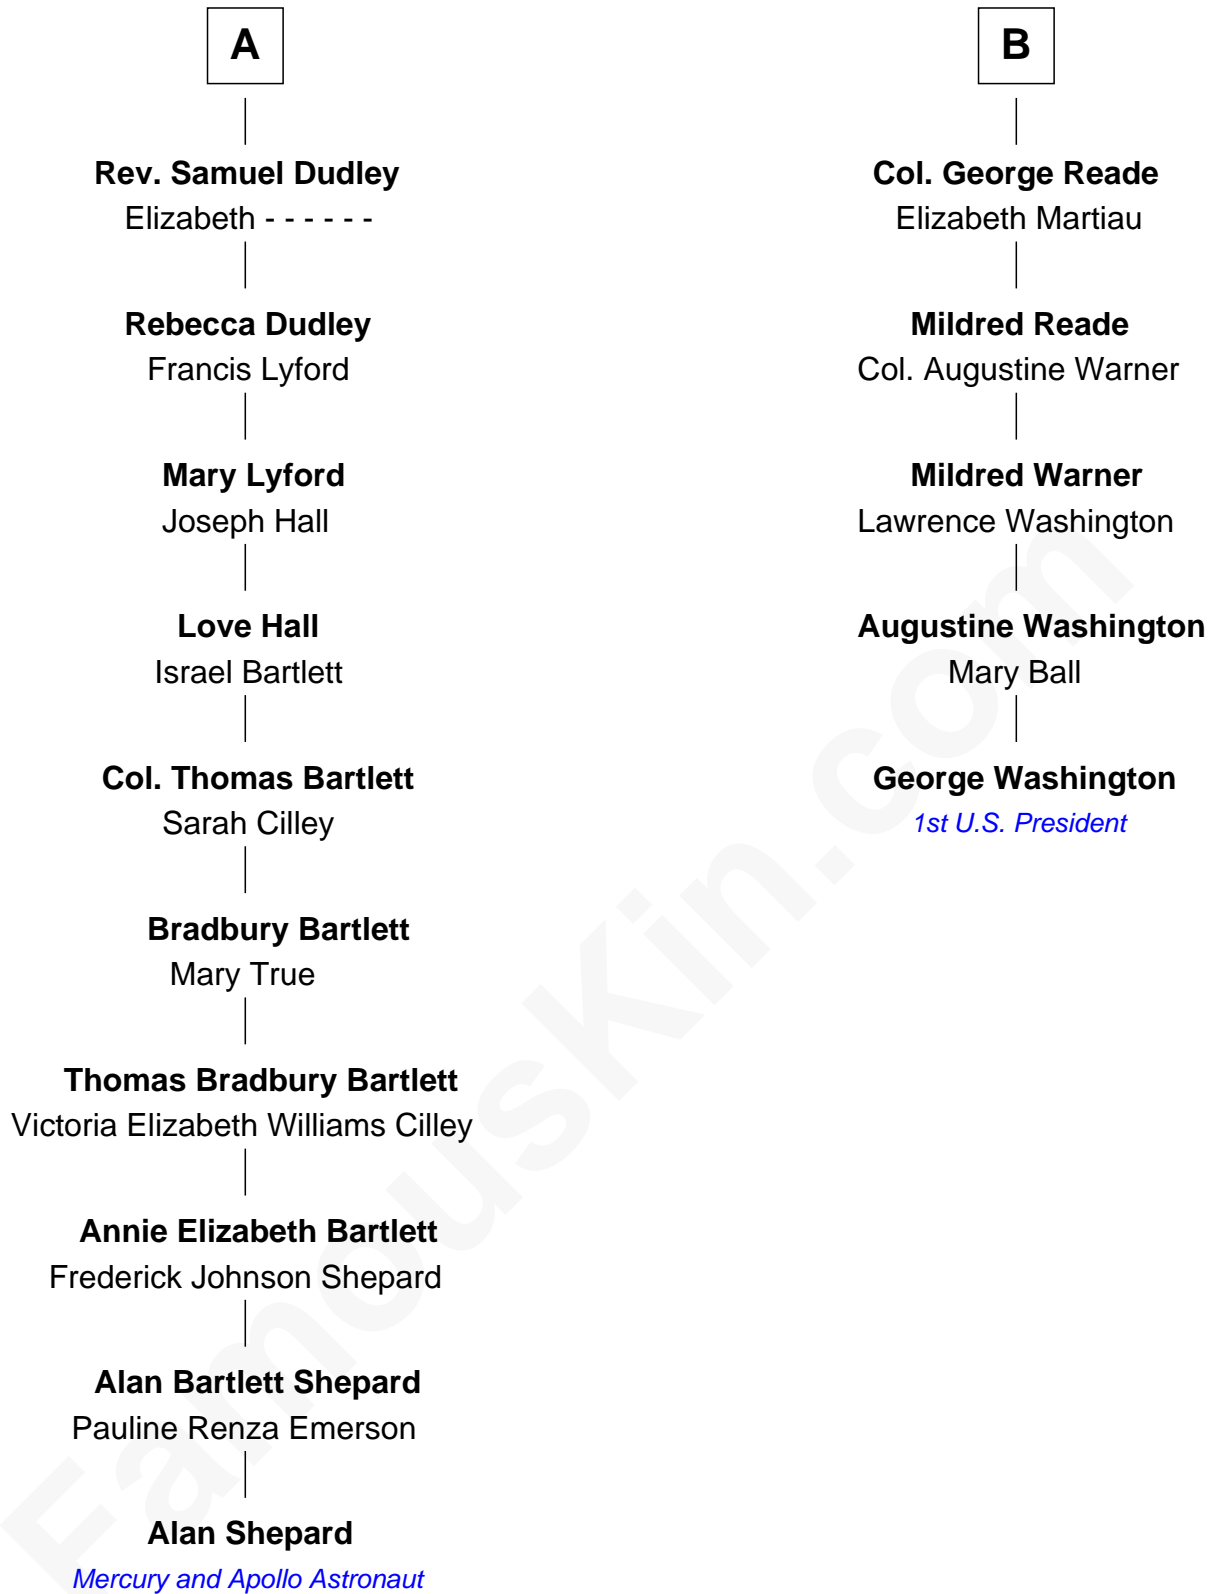 A
Rev. Samuel Dudley
Elizabeth - - - - - -
Rebecca Dudley
Francis Lyford
Mary Lyford
Joseph Hall
Love Hall
Israel Bartlett
Col. Thomas Bartlett
Sarah Cilley
Bradbury Bartlett
Mary True
Thomas Bradbury Bartlett
Victoria Elizabeth Williams Cilley
Annie Elizabeth Bartlett
Frederick Johnson Shepard
Alan Bartlett Shepard
Pauline Renza Emerson
Alan Shepard
Mercury and Apollo Astronaut
B
Col. George Reade
Elizabeth Martiau
Mildred Reade
Col. Augustine Warner
Mildred Warner
Lawrence Washington
Augustine Washington
Mary Ball
George Washington
1st U.S. President
FamousKin.com